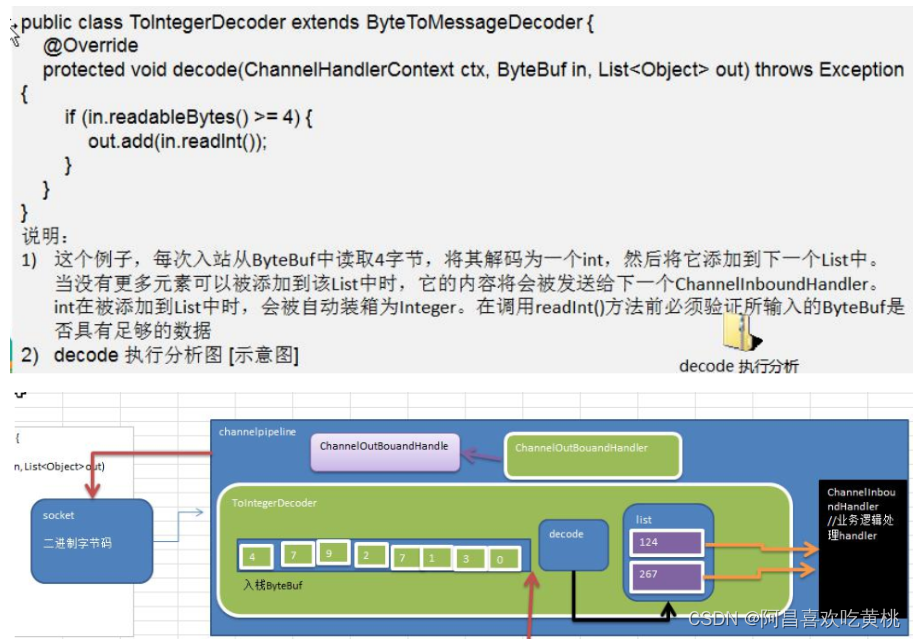 public class ToIntegerDecoder extends ByteToMessageDecoder {
@Override
protected void decode(ChannelHandlerContext ctx, ByteBuf in, List<Object> out) throws Exception
{
if (in.readableBytes() >= 4) {
out.add(in.readInt());
}
}
}
说明：
1) 这个例子，每次入站从ByteBuf中读取4字节，将其解码为一个int，然后将它添加到下一个List中。
当没有更多元素可以被添加到该List中时，它的内容将会被发送给下一个ChannelInboundHandler。
int在被添加到List中时，会被自动装箱为Integer。在调用readInt()方法前必须验证所输入的ByteBuf是
否具有足够的数据
2) decode 执行分析图 [示意图]
decode 执行分析
{
n, List<Object> out)
channelpipeline
ChannelOutBouandHandle
ChannelOutBouandHandler
socket
二进制字节码
ToIntegerDecoder
4 7 9 2 7 1 3 0
入栈ByteBuf
decode
list
124
267
ChannelInbou
ndHandler
//业务逻辑处
理handler
CSDN @阿昌喜欢吃黄桃